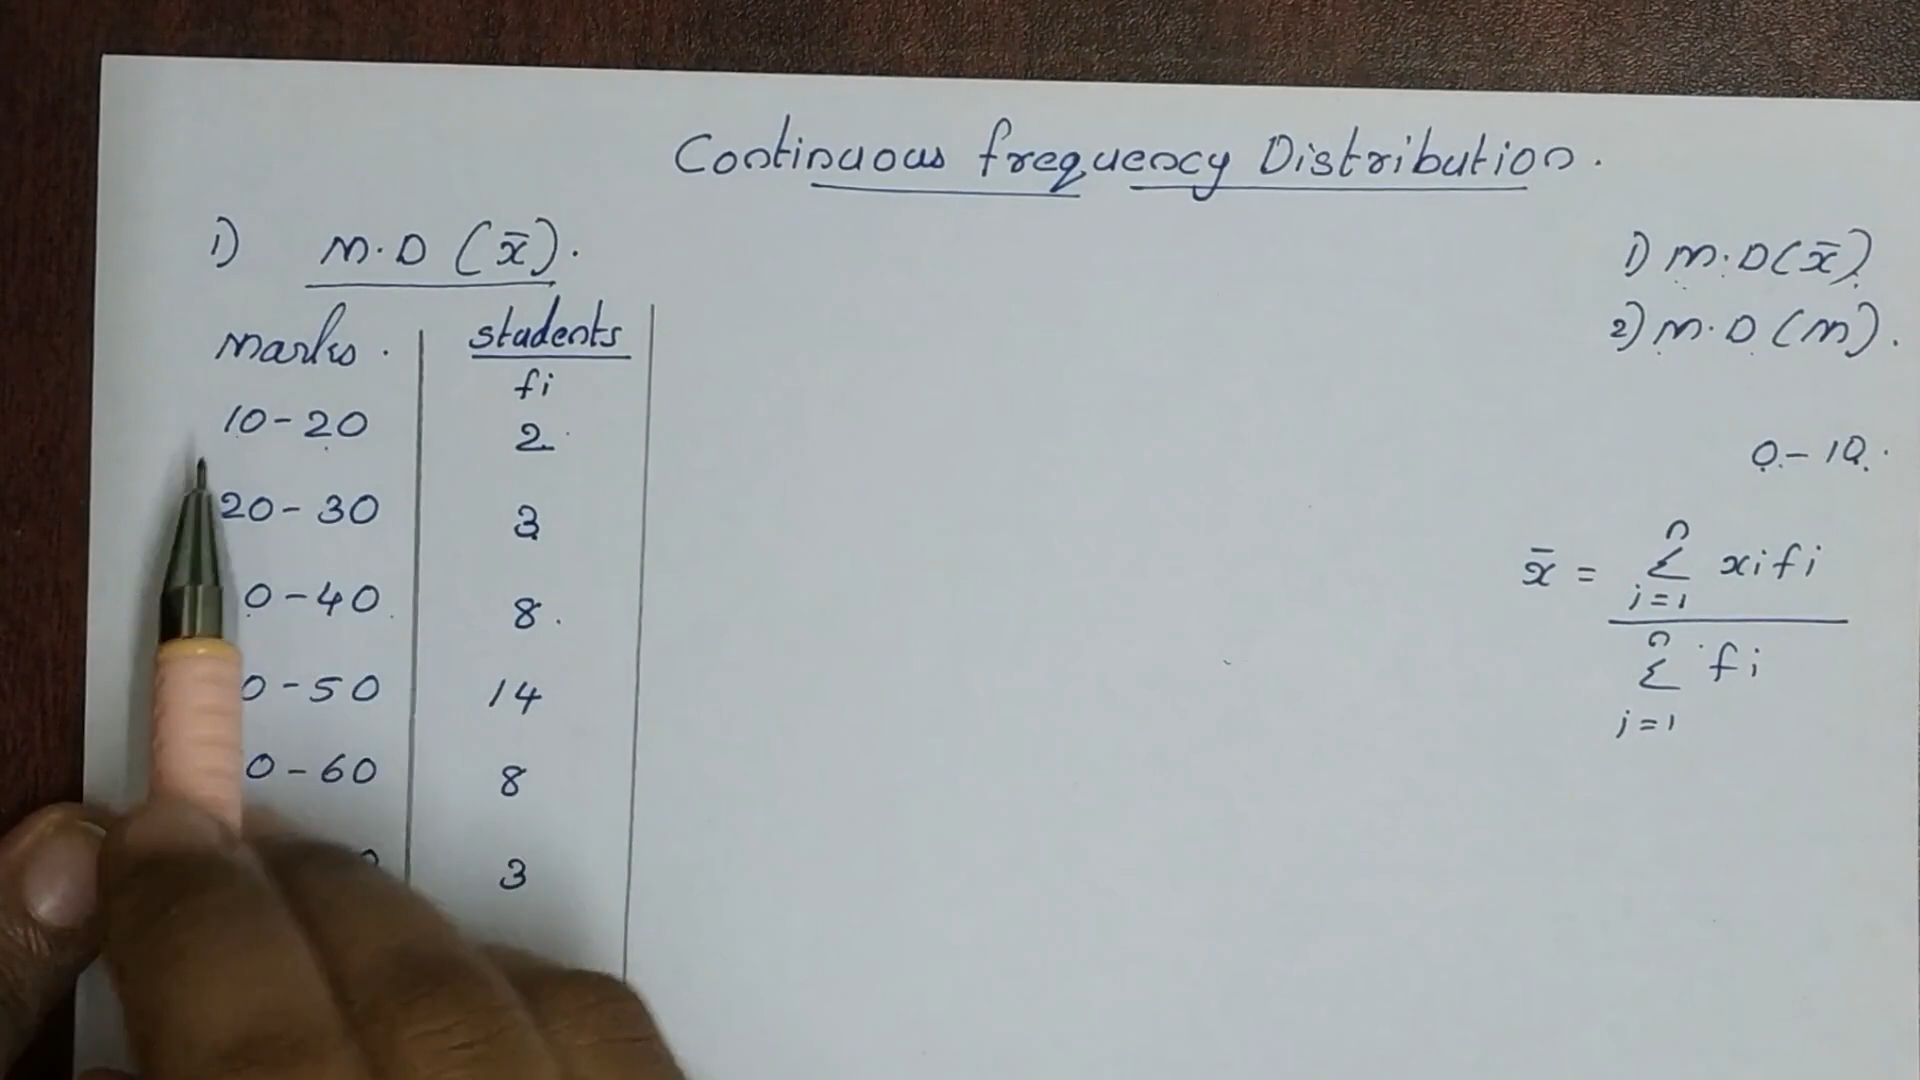 Continuous frequency Distribution.
1) M.D (x̄).
Marks.
students
fi
10-20
2
20-30
3
0-40
8.
0-50
14
0-60
8
3
1) M.D(x̄)
2) M.D (M).
0-10.
x̄ = n Σ i=1 xifi
n Σ i=1 fi